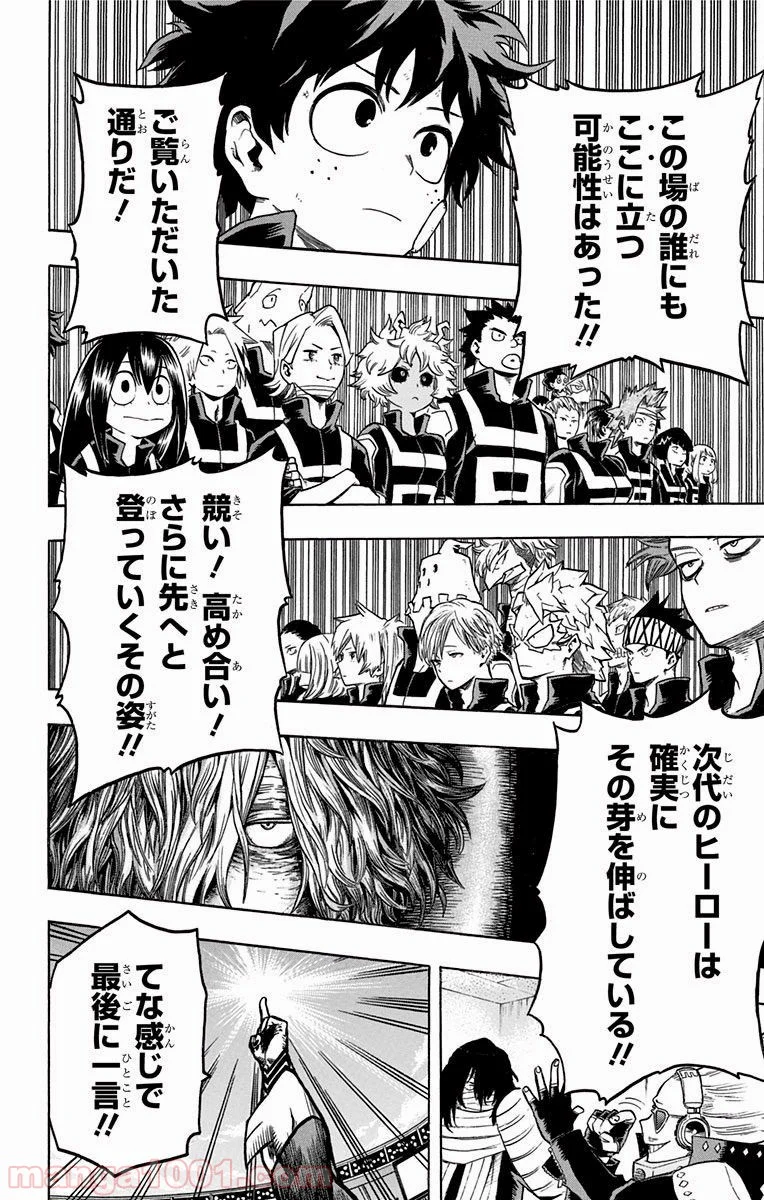 この場の誰にも
ここに立つ
可能性はあった!!
ご覧いただいた
通りだ!
競い!高め合い!
さらに先へと
登っていくその姿!!
次代のヒーローは
確実に
その芽を伸ばしている!!
てな感じで
最後に一言!!
manga1001.com